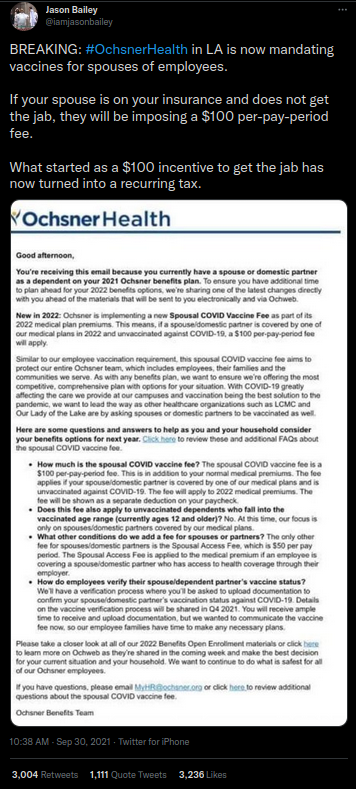 Jason Bailey
@iamjasonbailey
BREAKING: #OchsnerHealth in LA is now mandating
vaccines for spouses of employees.
If your spouse is on your insurance and does not get
the jab, they will be imposing a $100 per-pay-period
fee.
What started as a $100 incentive to get the jab has
now turned into a recurring tax.
OchsnerHealth
Good afternoon,
You're receiving this email because you currently have a spouse or domestic partner
as a dependent on your 2021 Ochsner benefits plan. To ensure you have additional time
to plan ahead for your 2022 benefits options, we're sharing one of the latest changes directly
with you ahead of the materials that will be sent to you electronically and via Ochweb.
New in 2022: Ochsner is implementing a new Spousal COVID Vaccine Fee as part of its
2022 medical plan premiums. This means, if a spouse/domestic partner is covered by one of
our medical plans in 2022 and unvaccinated against COVID-19, a $100 per-pay-period fee
will apply.
Similar to our employee vaccination requirement, this spousal COVID vaccine fee aims to
protect our entire Ochsner team, which includes employees, their families and the
communities we serve. As with any benefits plan, we want to ensure we're offering the most
competitive, comprehensive plan with options for your situation. With COVID-19 greatly
affecting the care we provide at our campuses and vaccination being the best solution to the
pandemic, we want to lead the way as other healthcare organizations such as LCMC and
Our Lady of the Lake are by asking spouses or domestic partners to be vaccinated as well.
Here are some questions and answers to help as you and your household consider
your benefits option for next year. Click here to review these and additional FAQs about
the spousal COVID vaccine fee.
• How much is the spousal COVID vaccine fee? The spousal COVID vaccine fee is a
$100 per-pay-period fee. This is in addition to your normal medical premiums. The fee
applies if your spouse/domestic partner is covered by one of our medical plans and is
unvaccinated against COVID-19. The fee will apply to 2022 medical premiums. The
fee will be shown as a separate deduction on your paycheck.
• Does this fee also apply to unvaccinated dependents who also fall into the
vaccinated age range (currently ages 12 and older)? No. At this time, our focus is
only on spouses/domestic partners covered by our medical plans.
• What other conditions do we add a fee for spouses or partners? The only other
fee for spouses/domestic partners is the Spousal Access Fee, which is $50 per pay
period. The Spousal Access Fee is applied to the medical premium if an employee is
covering a spouse/domestic partner who has access to health coverage through their
employer.
• How do employees verify their spouse/dependent partner's vaccine status?
We'll have a verification process where you'll be asked to upload documentation to
confirm your spouse/domestic partner's vaccination status against COVID-19. Details
on the vaccine verification process will be shared in Q4 2021. You will receive ample
time to receive and upload documentation, but we wanted to communicate the vaccine
fee now, so our employee families have time to make any necessary plans.
Please take a closer look at all of our 2022 Benefits Open Enrollment materials or click here
to learn more on Ochweb as they're shared in the coming week and make the best decision
for your current situation and your household. We want to continue to do what is safest for all
of our Ochsner employees.
If you have questions, please email MyHR@ochsner.org or click here to review additional
questions about the spousal COVID vaccine fee.
Ochsner Benefits Team
10:38 AM · Sep 30, 2021 · Twitter for iPhone
3,004 Retweets 1,111 Quote Tweets 3,236 Likes